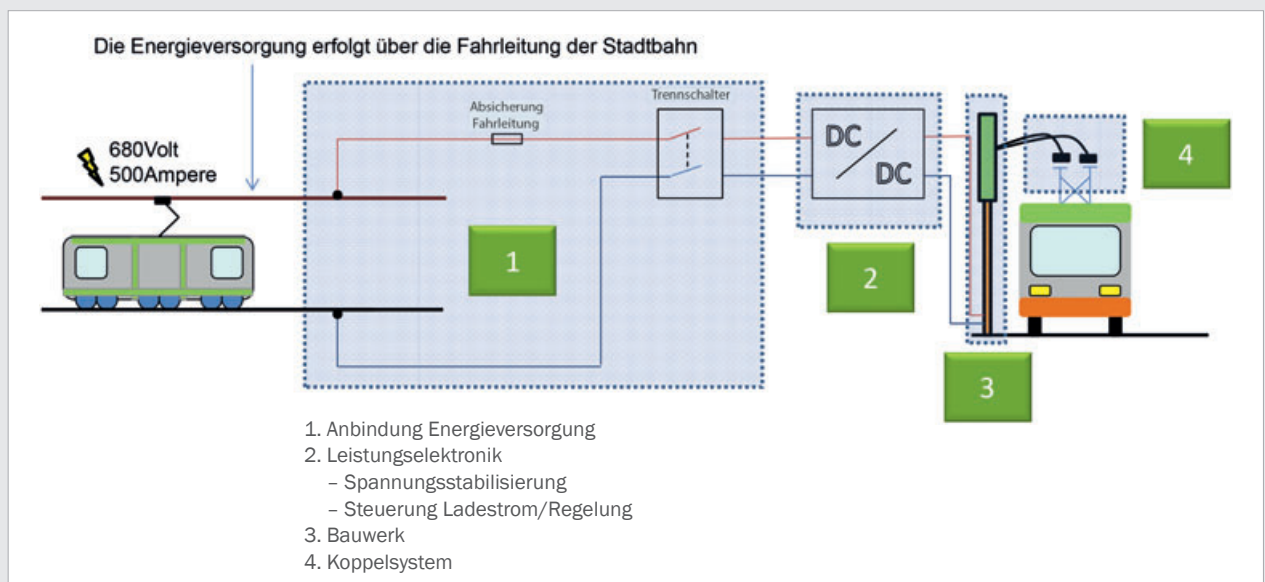 Die Energieversorgung erfolgt über die Fahrleitung der Stadtbahn
680Volt
500Ampere
Absicherung
Fahrleitung
Trennschalter
DC
DC
1
2
3
4
1. Anbindung Energieversorgung
2. Leistungselektronik
– Spannungsstabilisierung
– Steuerung Ladestrom/Regelung
3. Bauwerk
4. Koppelsystem